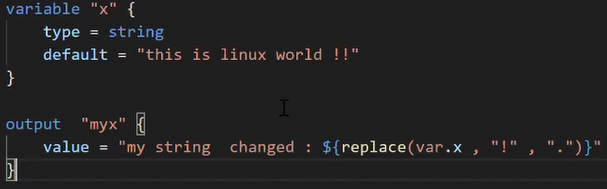 variable "x" {
    type = string
    default = "this is linux world !!"
}

output  "myx" {
    value = "my string  changed : ${replace(var.x , "!" , ".")}"
}